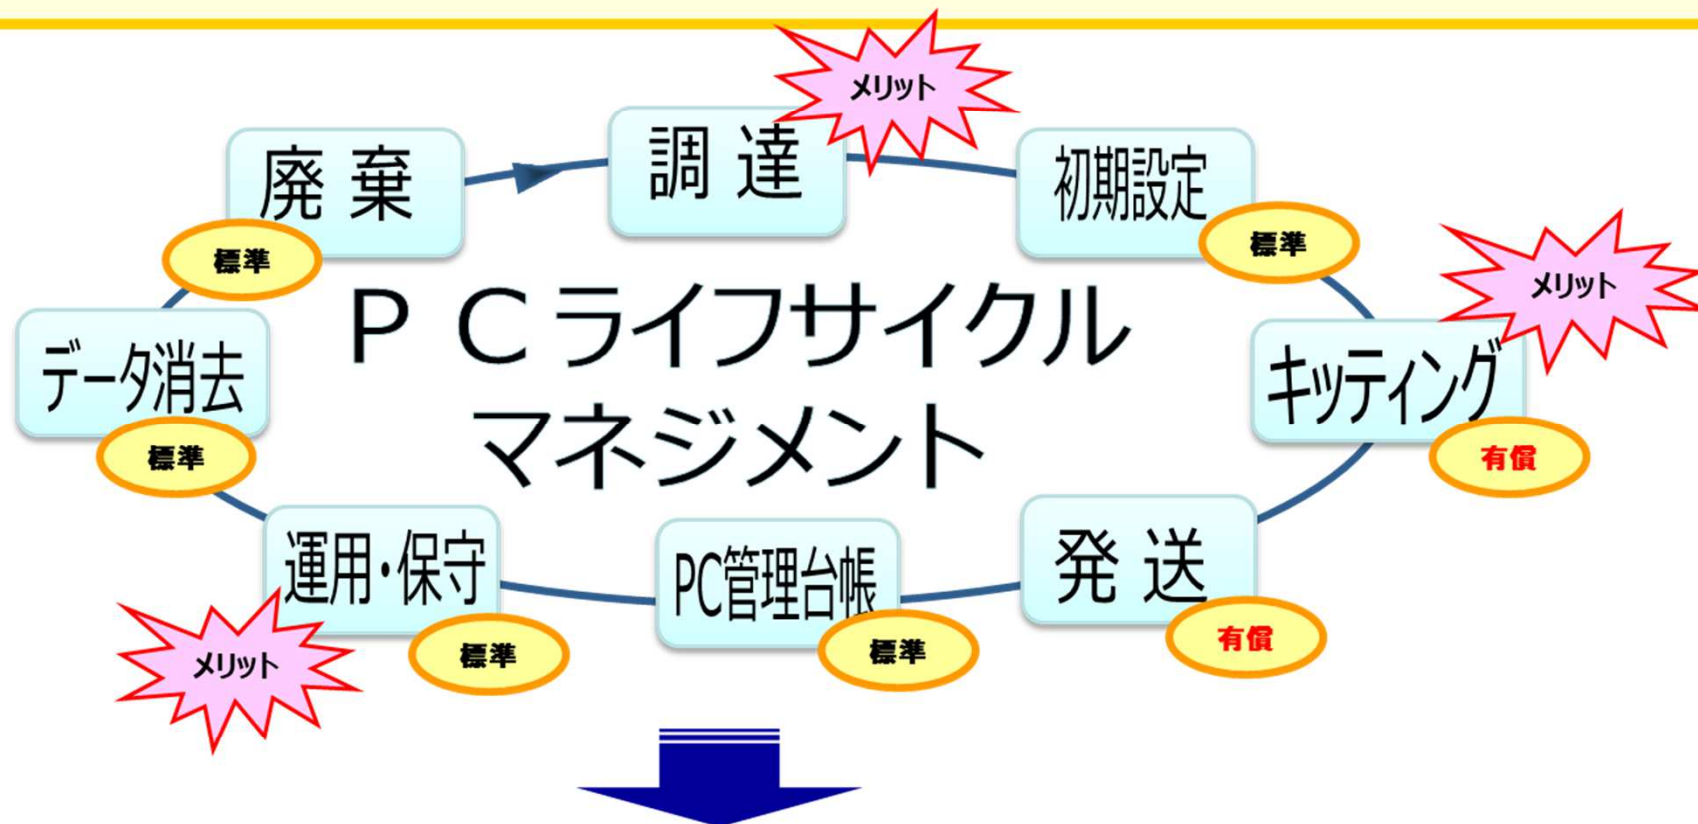 メリット
調 達
廃 棄
初期設定
標準
標準
メリット
ＰＣライフサイクル
マネジメント
データ消去
キッティング
標準
有償
運用・保守
PC管理台帳
発 送
メリット
標準
標準
有償